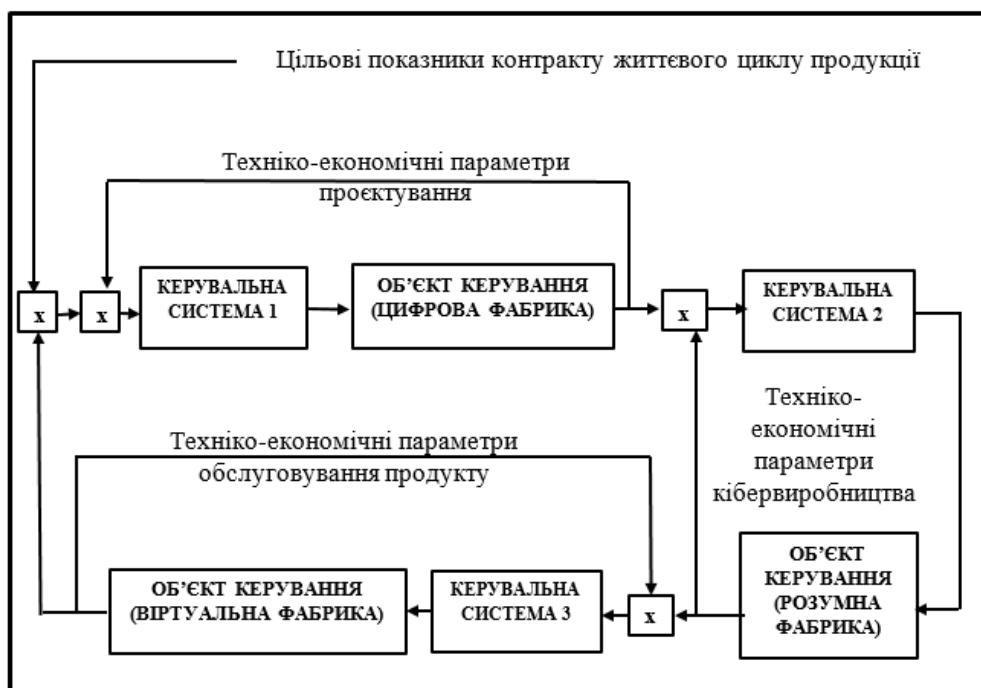 Цільові показники контракту життєвого циклу продукції
Техніко-економічні параметри
проєктування
х
х
КЕРУВАЛЬНА
СИСТЕМА 1
ОБ’ЄКТ КЕРУВАННЯ
(ЦИФРОВА ФАБРИКА)
х
КЕРУВАЛЬНА
СИСТЕМА 2
Техніко-
економічні
параметри
кібервиробництва
Техніко-економічні параметри
обслуговування продукту
ОБ’ЄКТ КЕРУВАННЯ
(ВІРТУАЛЬНА ФАБРИКА)
КЕРУВАЛЬНА
СИСТЕМА 3
х
ОБ’ЄКТ
КЕРУВАННЯ
(РОЗУМНА
ФАБРИКА)